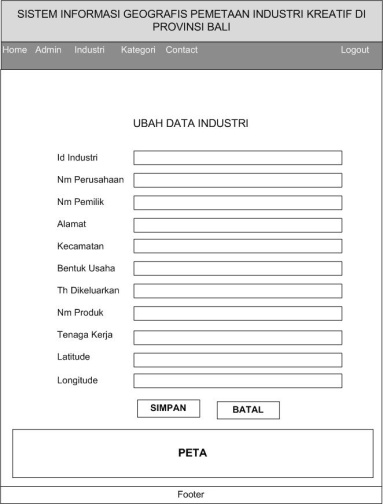 SISTEM INFORMASI GEOGRAFIS PEMETAAN INDUSTRI KREATIF DI
PROVINSI BALI
Home Admin Industri Kategori Contact Logout
UBAH DATA INDUSTRI
Id Industri
Nm Perusahaan
Nm Pemilik
Alamat
Kecamatan
Bentuk Usaha
Th Dikeluarkan
Nm Produk
Tenaga Kerja
Latitude
Longitude
SIMPAN BATAL
PETA
Footer